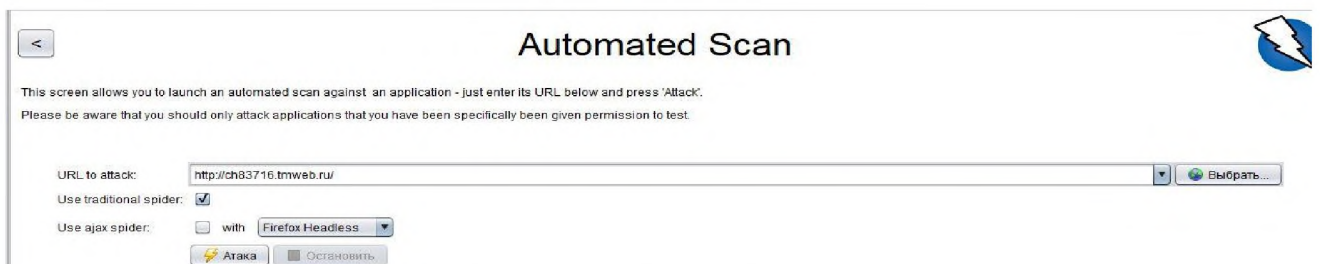 <
Automated Scan
This screen allows you to launch an automated scan against an application - just enter its URL below and press 'Attack'.
Please be aware that you should only attack applications that you have been specifically been given permission to test.
URL to attack: http://ch83716.tmweb.ru/ Выбрать...
Use traditional spider:
Use ajax spider: with Firefox Headless
Атака Остановить